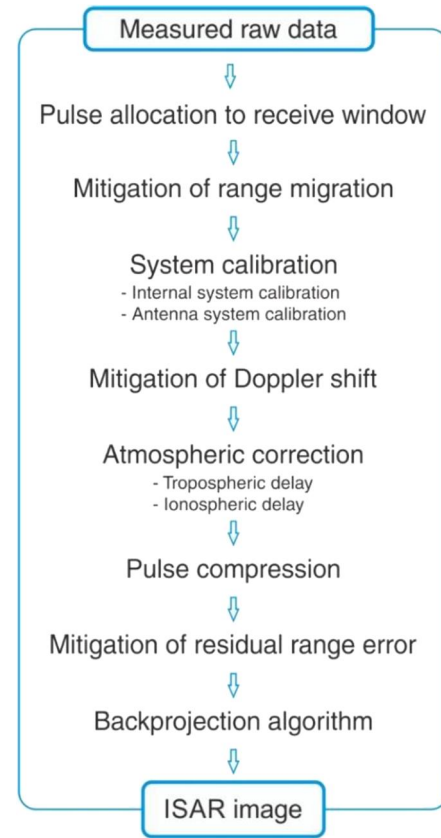 Measured raw data
Pulse allocation to receive window
Mitigation of range migration
System calibration
- Internal system calibration
- Antenna system calibration
Mitigation of Doppler shift
Atmospheric correction
- Tropospheric delay
- Ionospheric delay
Pulse compression
Mitigation of residual range error
Backprojection algorithm
ISAR image